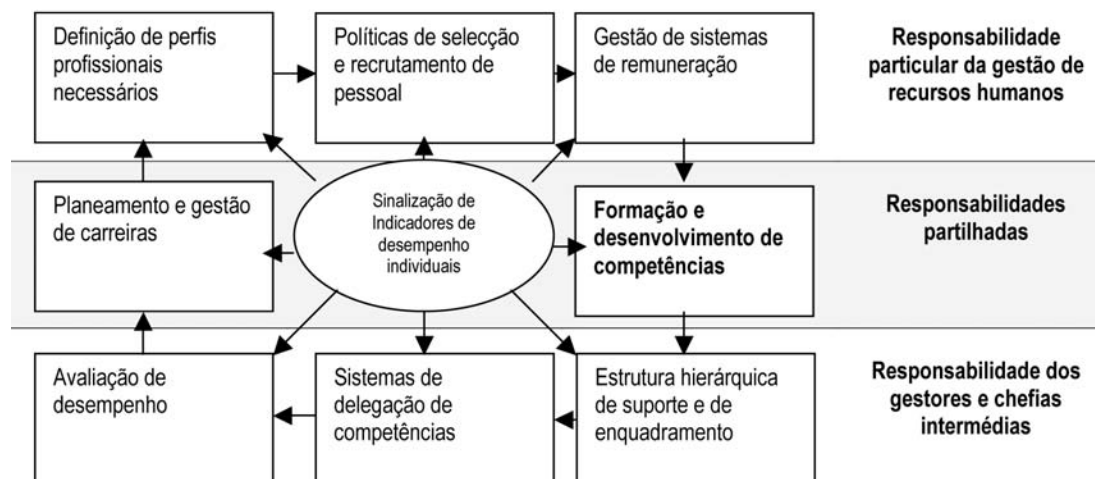 Definição de perfis
profissionais
necessários
Políticas de selecção
e recrutamento de
pessoal
Gestão de sistemas
de remuneração
Responsabilidade
particular da gestão de
recursos humanos
Planeamento e gestão
de carreiras
Sinalização de
Indicadores de
desempenho
individuais
Formação e
desenvolvimento de
competências
Responsabilidades
partilhadas
Avaliação de
desempenho
Sistemas de
delegação de
competências
Estrutura hierárquica
de suporte e de
enquadramento
Responsabilidade dos
gestores e chefias
intermédias